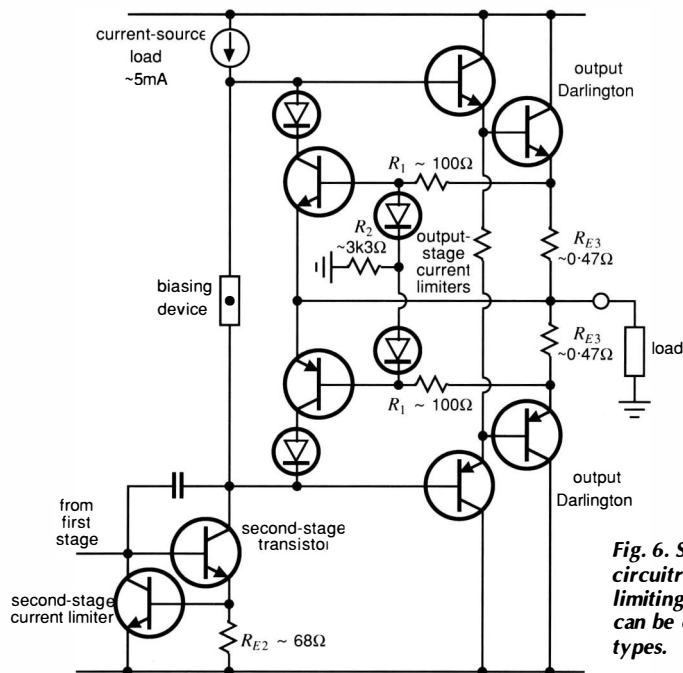 current-source
load
~5mA
output
Darlington
R1 ~ 100Ω
R2
~3k3Ω
output-
stage
current
limiters
RE3
~0·47Ω
biasing
device
RE3
~0·47Ω
load
R1 ~ 100Ω
output
Darlington
from
first
stage
second-stage
transistor
second-stage
current limiter
RE2 ~ 68Ω
Fig. 6. S
circuitr
limiting
can be
types.